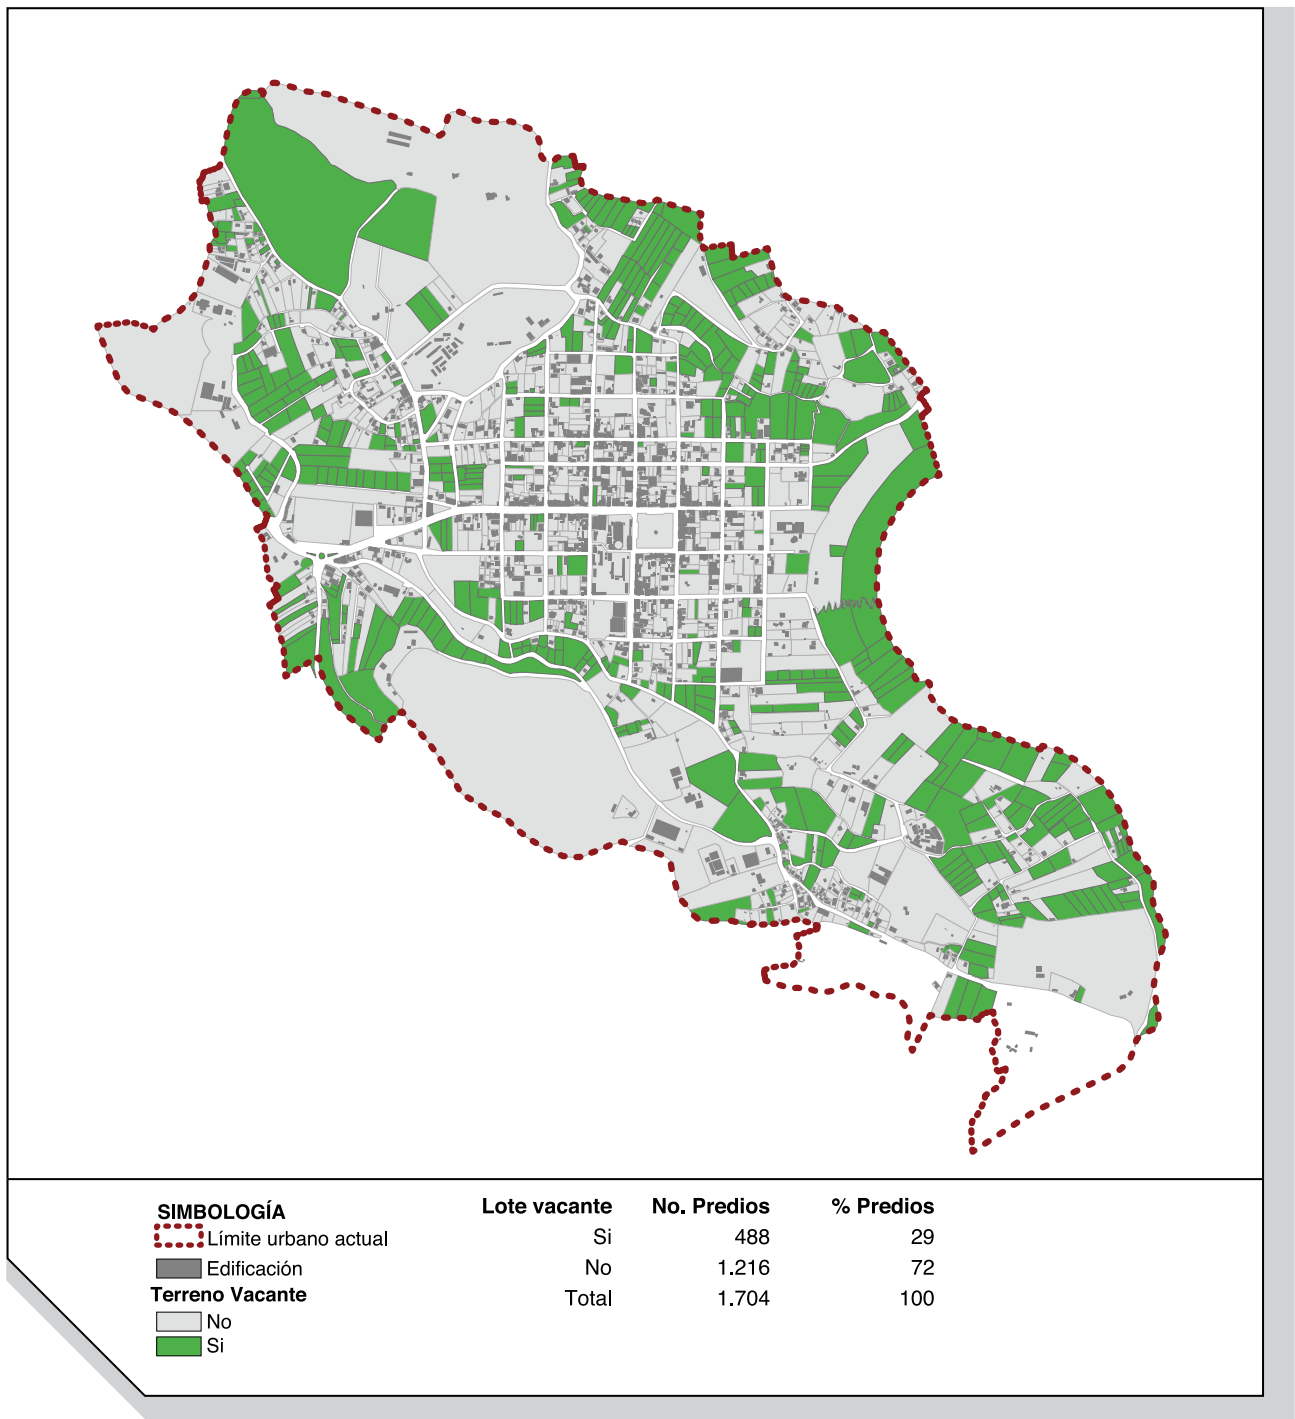 SIMBOLOGÍA
Límite urbano actual
Edificación
Terreno Vacante
No
Si
Lote vacante No. Predios % Predios
Si 488 29
No 1.216 72
Total 1.704 100